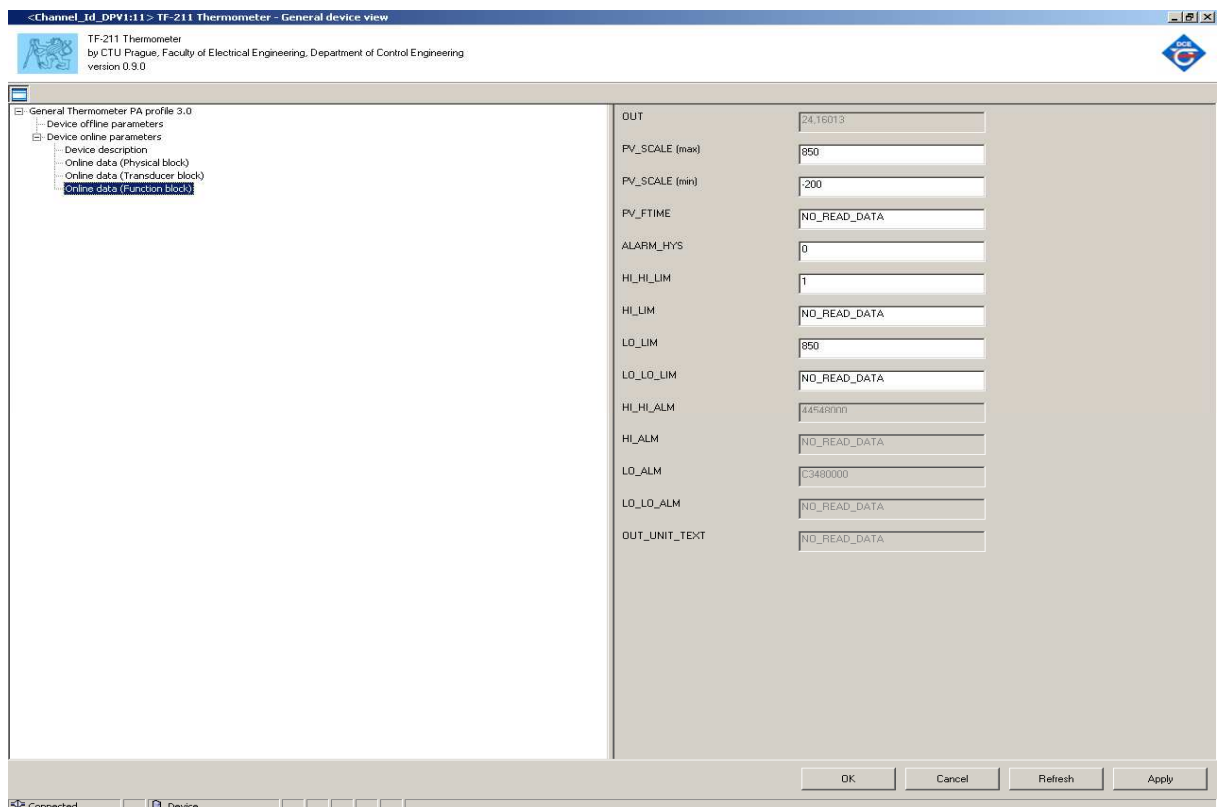 <Channel_Id_DPV1:11> TF-211 Thermometer - General device view
TF-211 Thermometer
by CTU Prague, Faculty of Electrical Engineering, Department of Control Engineering
version 0.9.0
DCE
General Thermometer PA profile 3.0
Device offline parameters
Device online parameters
Device description
Online data (Physical block)
Online data (Transducer block)
Online data (Function block)
OUT 24,16013
PV_SCALE (max) 850
PV_SCALE (min) -200
PV_FTIME NO_READ_DATA
ALARM_HYS 0
HI_HI_LIM 1
HI_LIM NO_READ_DATA
LO_LIM 850
LO_LO_LIM NO_READ_DATA
HI_HI_ALM 44548000
HI_ALM NO_READ_DATA
LO_ALM C3480000
LO_LO_ALM NO_READ_DATA
OUT_UNIT_TEXT NO_READ_DATA
OK Cancel Refresh Apply
Connected Device